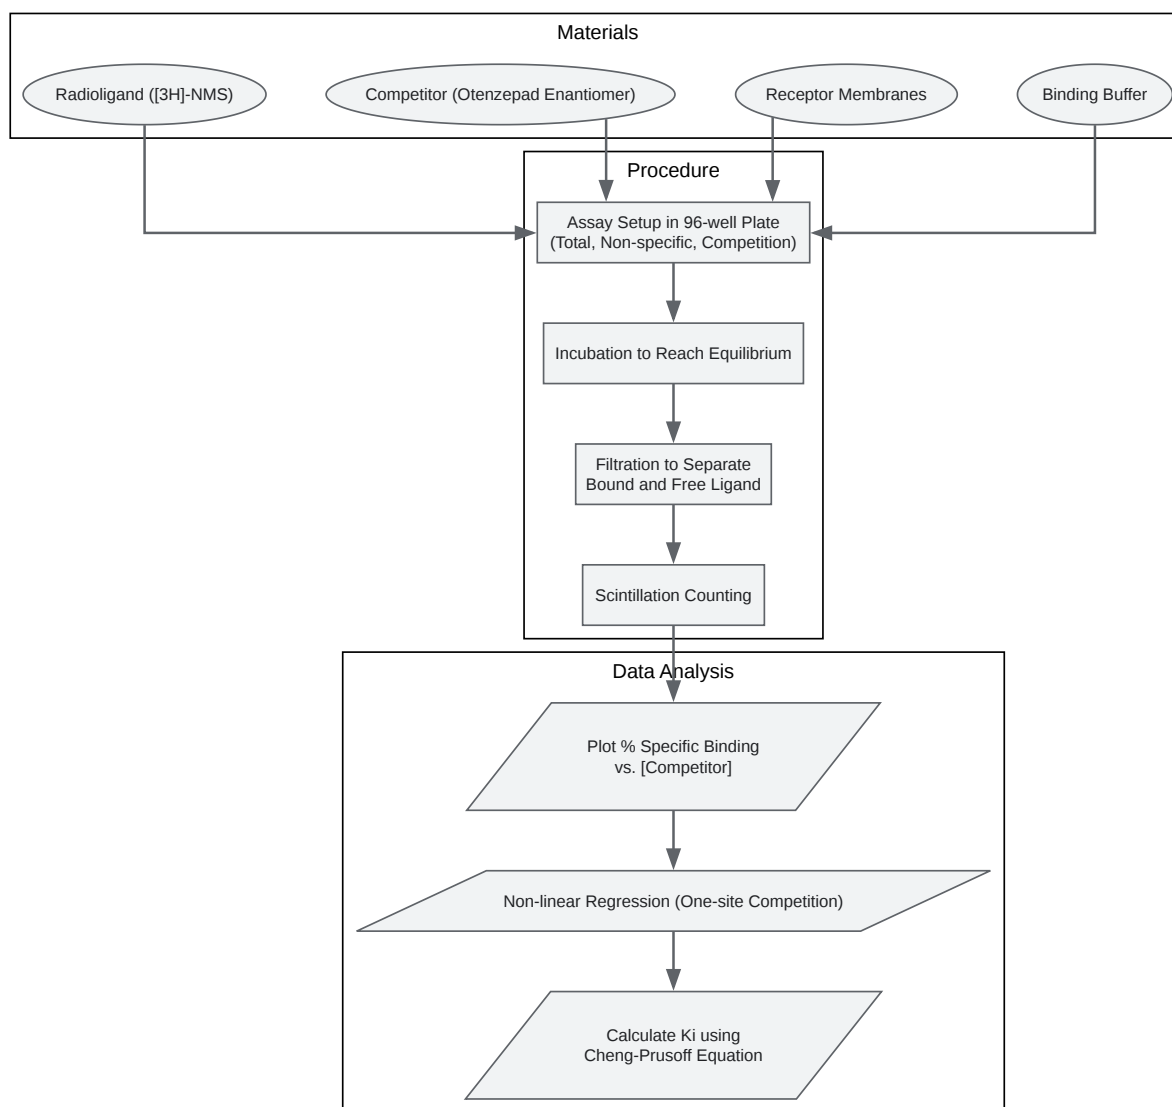 Materials
Radioligand ([3H]-NMS)
Competitor (Otenzepad Enantiomer)
Receptor Membranes
Binding Buffer
Procedure
Assay Setup in 96-well Plate
(Total, Non-specific, Competition)
Incubation to Reach Equilibrium
Filtration to Separate
Bound and Free Ligand
Scintillation Counting
Data Analysis
Plot % Specific Binding
vs. [Competitor]
Non-linear Regression (One-site Competition)
Calculate Ki using
Cheng-Prusoff Equation